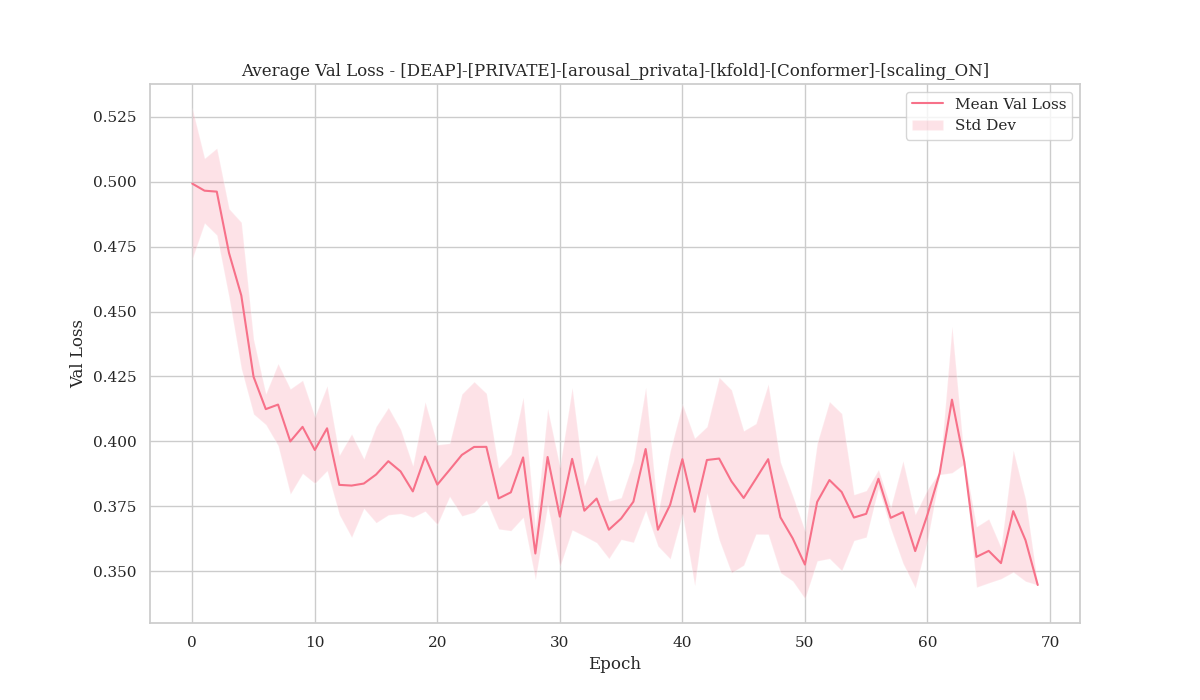 Average Val Loss - [DEAP]-[PRIVATE]-[arousal_privata]-[kfold]-[Conformer]-[scaling_ON]
Mean Val Loss
Std Dev
0.525
0.500
0.475
0.450
0.425
0.400
0.375
0.350
Val Loss
0 10 20 30 40 50 60 70
Epoch